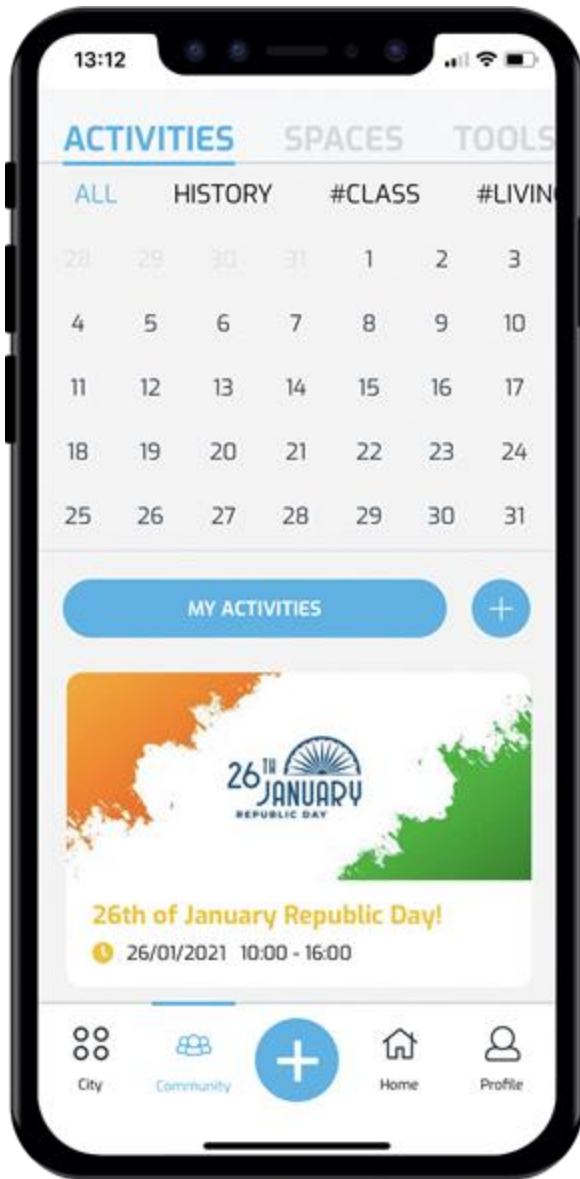 13:12
ACTIVITIES SPACES TOOLS
ALL HISTORY #CLASS #LIVIN
28 29 30 31 1 2 3
4 5 6 7 8 9 10
11 12 13 14 15 16 17
18 19 20 21 22 23 24
25 26 27 28 29 30 31
MY ACTIVITIES +
26TH JANUARY
REPUBLIC DAY
26th of January Republic Day!
26/01/2021 10:00 - 16:00
City Community + Home Profile